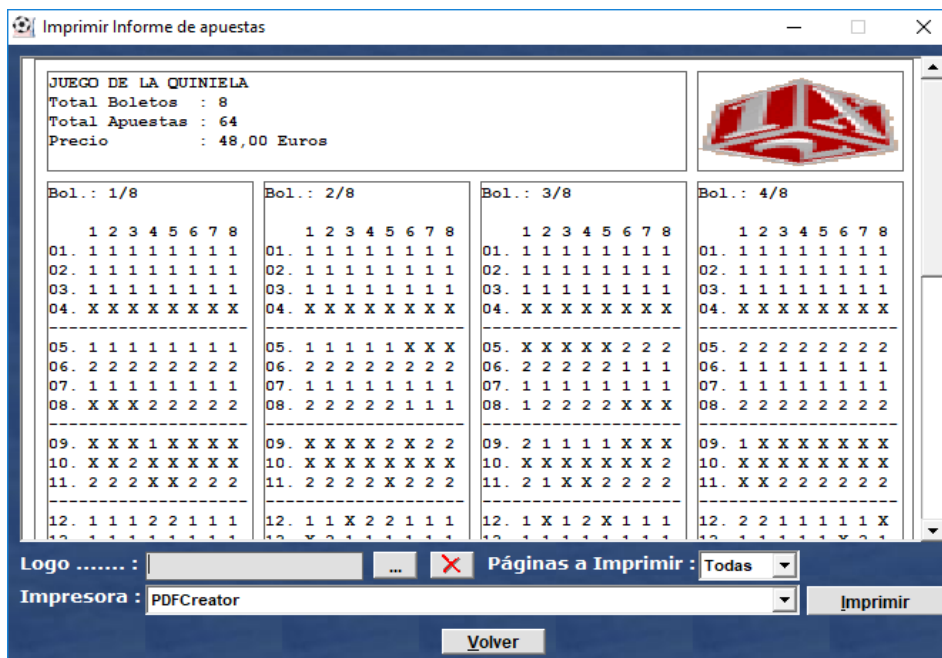 Imprimir Informe de apuestas
JUEGO DE LA QUINIELA
Total Boletos : 8
Total Apuestas : 64
Precio : 48,00 Euros
1 X 2
Bol.: 1/8 Bol.: 2/8 Bol.: 3/8 Bol.: 4/8
1 2 3 4 5 6 7 8 1 2 3 4 5 6 7 8 1 2 3 4 5 6 7 8 1 2 3 4 5 6 7 8
01. 1 1 1 1 1 1 1 1 01. 1 1 1 1 1 1 1 1 01. 1 1 1 1 1 1 1 1 01. 1 1 1 1 1 1 1 1
02. 1 1 1 1 1 1 1 1 02. 1 1 1 1 1 1 1 1 02. 1 1 1 1 1 1 1 1 02. 1 1 1 1 1 1 1 1
03. 1 1 1 1 1 1 1 1 03. 1 1 1 1 1 1 1 1 03. 1 1 1 1 1 1 1 1 03. 1 1 1 1 1 1 1 1
04. X X X X X X X X 04. X X X X X X X X 04. X X X X X X X X 04. X X X X X X X X
05. 1 1 1 1 1 1 1 1 05. 1 1 1 1 1 X X X 05. X X X X X 2 2 2 05. 2 2 2 2 2 2 2 2
06. 2 2 2 2 2 2 2 2 06. 2 2 2 2 2 2 2 2 06. 2 2 2 2 2 1 1 1 06. 1 1 1 1 1 1 1 1
07. 1 1 1 1 1 1 1 1 07. 1 1 1 1 1 1 1 1 07. 1 1 1 1 1 1 1 1 07. 1 1 1 1 1 1 1 1
08. X X X 2 2 2 2 2 08. 2 2 2 2 2 1 1 1 08. 1 2 2 2 2 X X X 08. 2 2 2 2 2 2 2 2
09. X X X 1 X X X X 09. X X X X 2 X 2 2 09. 2 1 1 1 1 X X X 09. 1 X X X X X X X
10. X X 2 X X X X X 10. X X X X X X X X 10. X X X X X X X 2 10. X X X X X X X X
11. 2 2 2 X X 2 2 2 11. 2 2 2 2 X 2 2 2 11. 2 1 X X 2 2 2 2 11. X X 2 2 2 2 2 2
12. 1 1 1 2 2 1 1 1 12. 1 1 X 2 2 1 1 1 12. 1 X 1 2 X 1 1 1 12. 2 2 1 1 1 1 1 X
Logo ....... : ... Páginas a Imprimir : Todas
Impresora : PDFCreator Imprimir
Volver